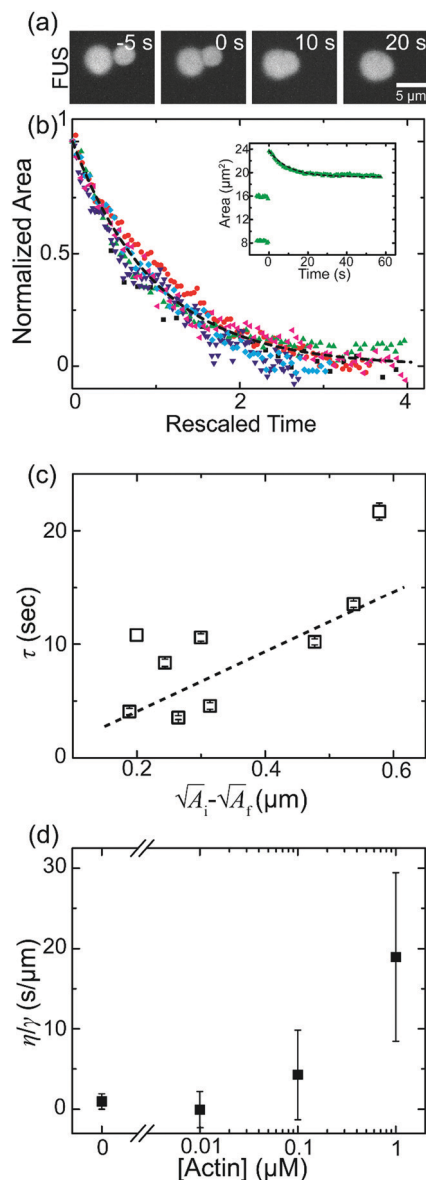 (a)
FUS
-5 s
0 s
10 s
20 s
5 µm
(b)
Normalized Area
1
0.5
0
0
2
4
Rescaled Time
Area (µm²)
24
20
16
12
8
0
20
40
60
Time (s)
(c)
τ (sec)
20
10
0
0.2
0.4
0.6
√Aᵢ-√A_f (µm)
(d)
η/γ (s/µm)
30
20
10
0
0
0.01
0.1
1
[Actin] (µM)